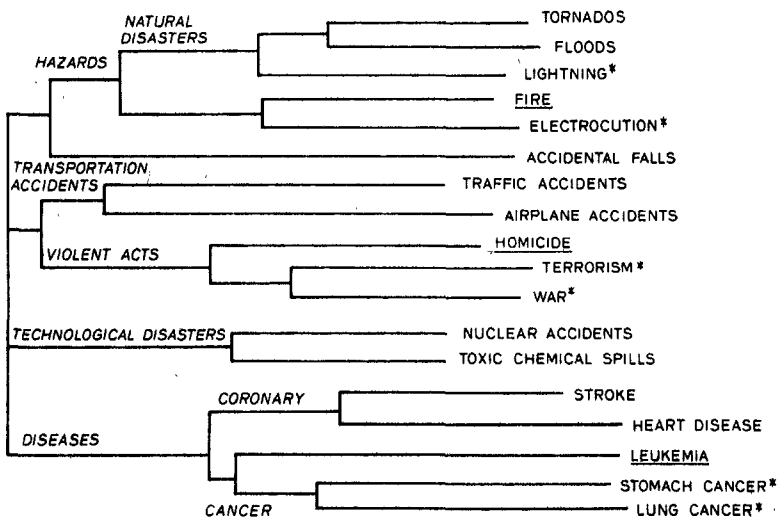 NATURAL
DISASTERS
TORNADOS
FLOODS
HAZARDS
LIGHTNING*
FIRE
ELECTROCUTION*
ACCIDENTAL FALLS
TRANSPORTATION
ACCIDENTS
TRAFFIC ACCIDENTS
AIRPLANE ACCIDENTS
HOMICIDE
VIOLENT ACTS
TERRORISM*
WAR*
TECHNOLOGICAL DISASTERS
NUCLEAR ACCIDENTS
TOXIC CHEMICAL SPILLS
CORONARY
STROKE
HEART DISEASE
DISEASES
LEUKEMIA
STOMACH CANCER*
CANCER
LUNG CANCER*